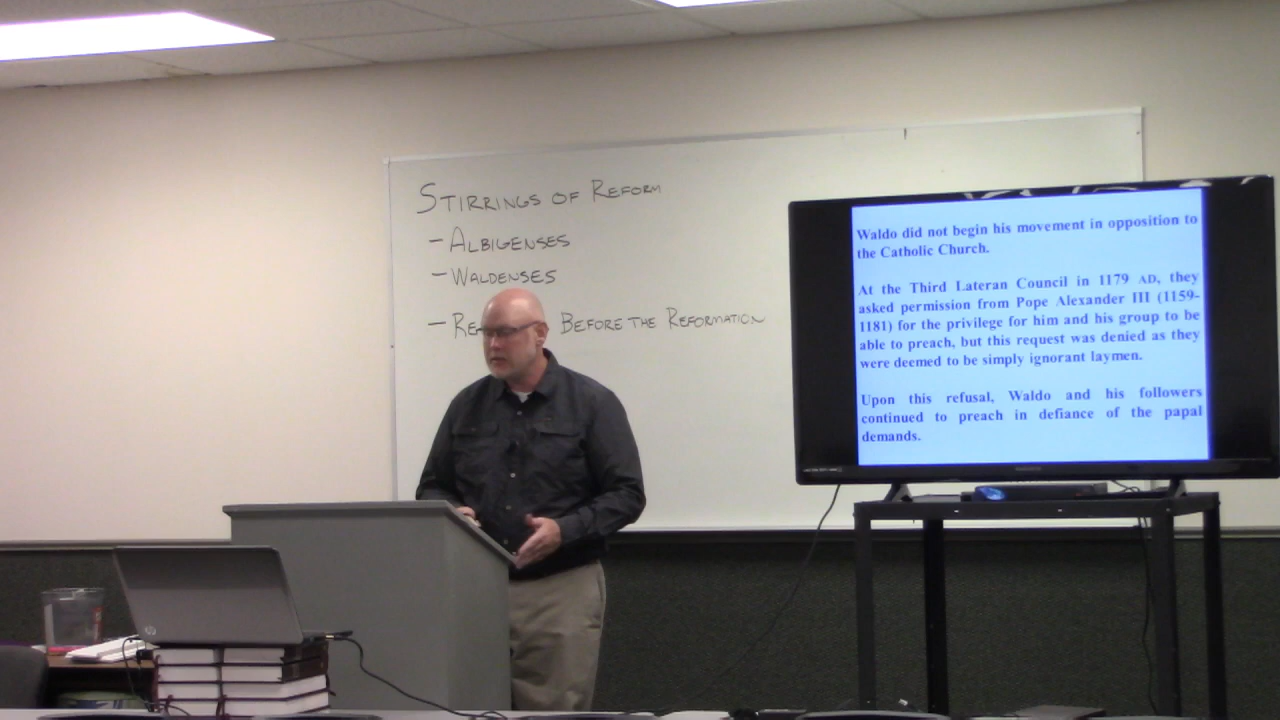 STIRRINGS OF REFORM
- ALBIGENSES
- WALDENSES
- RE BEFORE THE REFORMATION
Waldo did not begin his movement in opposition to
the Catholic Church.
At the Third Lateran Council in 1179 AD, they
asked permission from Pope Alexander III (1159-
1181) for the privilege for him and his group to be
able to preach, but this request was denied as they
were deemed to be simply ignorant laymen.
Upon this refusal, Waldo and his followers
continued to preach in defiance of the papal
demands.
hp